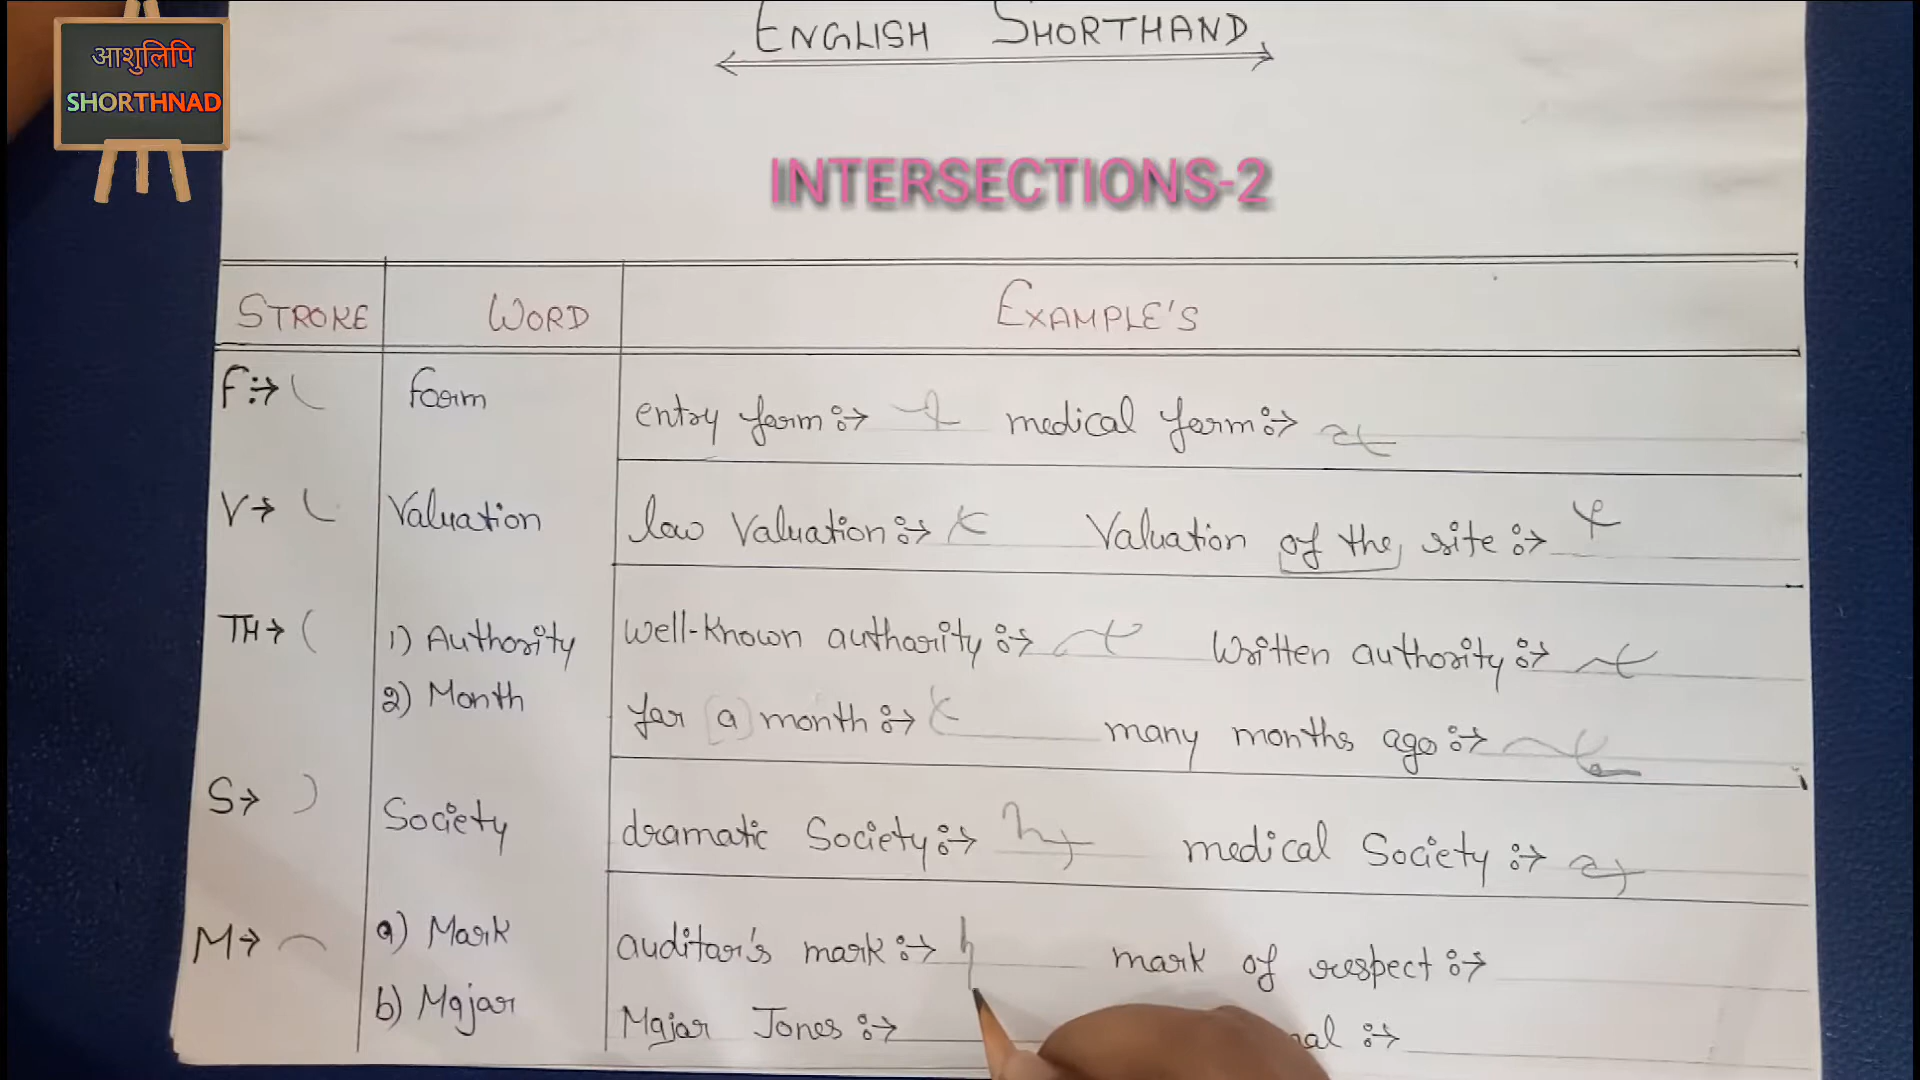 आशुलिपि
SHORTHNAD
ENGLISH SHORTHAND
INTERSECTIONS-2
STROKE WORD EXAMPLE'S
F:→ Form entry form:→ medical form:→
V→ Valuation low Valuation:→ Valuation of the site:→
TH→ 1) Authority well-known authority:→ Written authority:→
2) Month for (a) month:→ many months ago:→
S→ Society dramatic Society:→ medical Society:→
M→ a) Mark auditor's mark:→ mark of respect:→
b) Major Major Jones:→ al:→